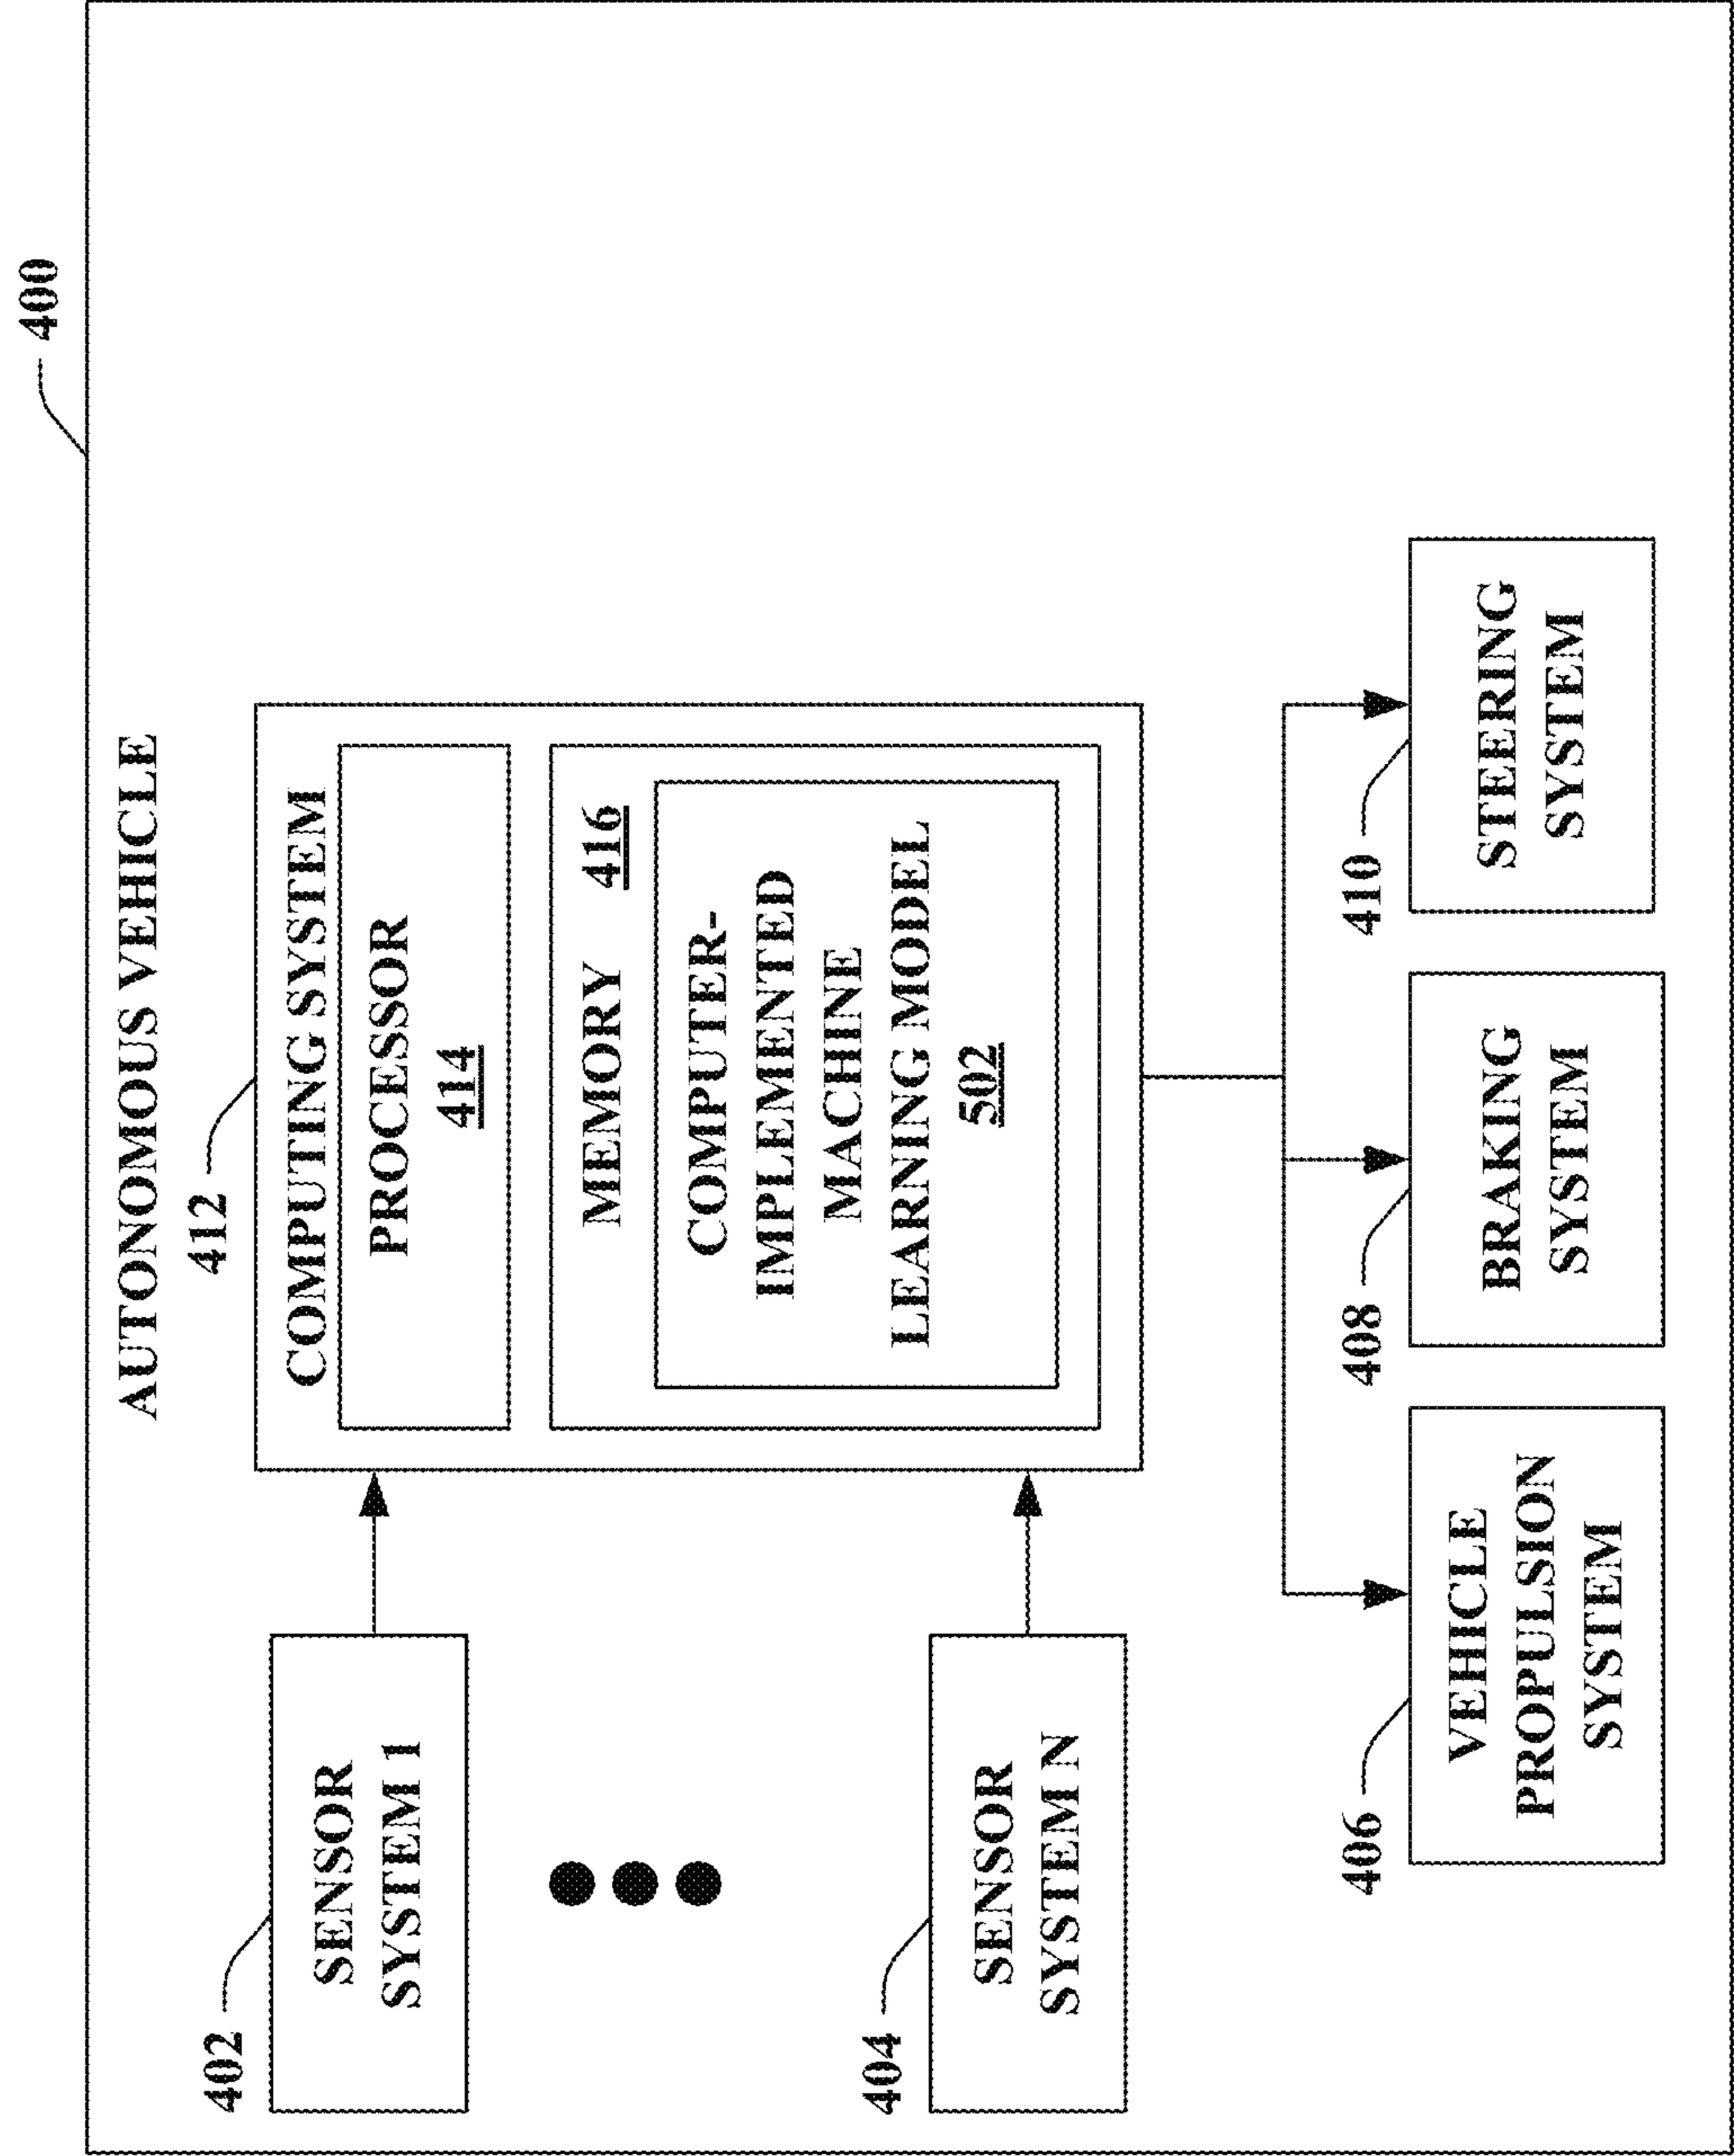 400
AUTONOMOUS VEHICLE
412
402
SENSOR
SYSTEM 1
COMPUTING SYSTEM
PROCESSOR
414
MEMORY 416
COMPUTER-
IMPLEMENTED
MACHINE
LEARNING MODEL
502
404
SENSOR
SYSTEM N
406
VEHICLE
PROPULSION
SYSTEM
408
BRAKING
SYSTEM
410
STEERING
SYSTEM